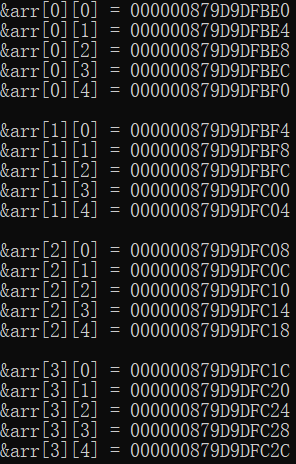 &arr[0][0] = 000000879D9DFBE0
&arr[0][1] = 000000879D9DFBE4
&arr[0][2] = 000000879D9DFBE8
&arr[0][3] = 000000879D9DFBEC
&arr[0][4] = 000000879D9DFBF0
&arr[1][0] = 000000879D9DFBF4
&arr[1][1] = 000000879D9DFBF8
&arr[1][2] = 000000879D9DFBFC
&arr[1][3] = 000000879D9DFC00
&arr[1][4] = 000000879D9DFC04
&arr[2][0] = 000000879D9DFC08
&arr[2][1] = 000000879D9DFC0C
&arr[2][2] = 000000879D9DFC10
&arr[2][3] = 000000879D9DFC14
&arr[2][4] = 000000879D9DFC18
&arr[3][0] = 000000879D9DFC1C
&arr[3][1] = 000000879D9DFC20
&arr[3][2] = 000000879D9DFC24
&arr[3][3] = 000000879D9DFC28
&arr[3][4] = 000000879D9DFC2C